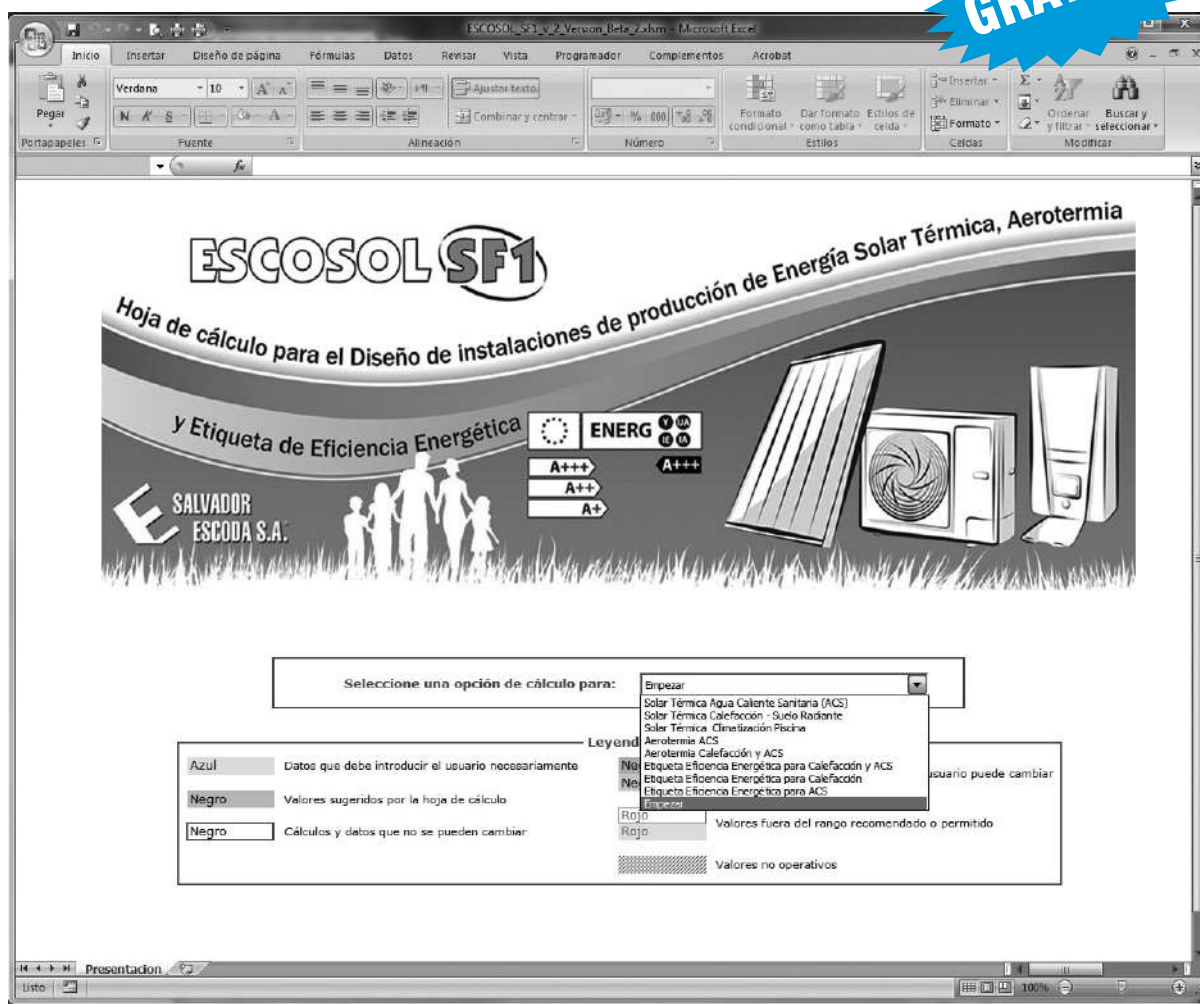 ESCOSOL_SF1_v_2_Version_Beta_2.xlsm - Microsoft Excel
Inicio Insertar Diseño de página Fórmulas Datos Revisar Vista Programador Complementos Acrobat
Pegar
Verdana 10
N K S
Ajustar texto
Combinar y centrar
% 000
Formato condicional
Dar formato como tabla
Estilos de celda
Insertar
Eliminar
Formato
Ordenar y filtrar
Buscar y seleccionar
Portapapeles Fuente Alineación Número Estilos Celdas Modificar
fx
ESCOSOL SF1
Hoja de cálculo para el Diseño de instalaciones de producción de Energía Solar Térmica, Aerotermia
y Etiqueta de Eficiencia Energética
ENERG Y UA IE IA
A+++ A+++
A++
A+
SALVADOR
ESCODA S.A.
Seleccione una opción de cálculo para: Empezar
Solar Térmica Agua Caliente Sanitaria (ACS)
Solar Térmica Calefacción - Suelo Radiante
Solar Térmica Climatización Piscina
Aerotermia ACS
Aerotermia Calefacción y ACS
Etiqueta Eficiencia Energética para Calefacción y ACS
Etiqueta Eficiencia Energética para Calefacción
Etiqueta Eficiencia Energética para ACS
Empezar
Azul Datos que debe introducir el usuario necesariamente
usuario puede cambiar
Negro Valores sugeridos por la hoja de cálculo
Negro Cálculos y datos que no se pueden cambiar
Rojo
Rojo
Valores fuera del rango recomendado o permitido
Valores no operativos
Presentacion
Listo 100%